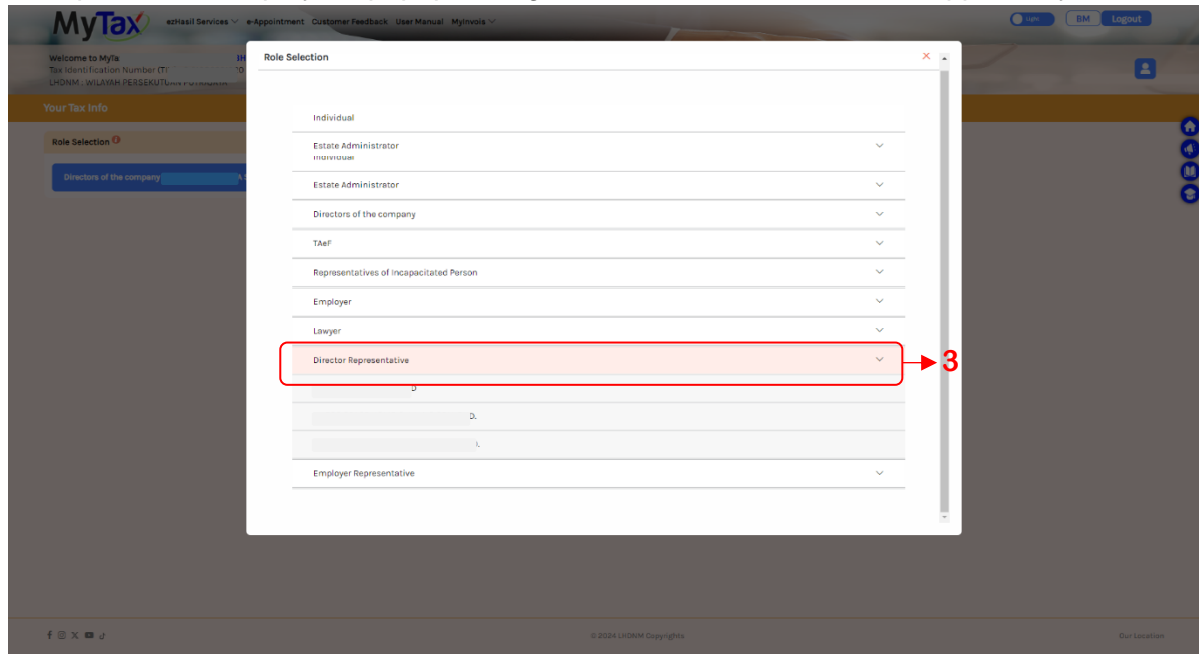 MyTax ezHasil Services e-Appointment Customer Feedback User Manual MyInvois Light BM Logout
Welcome to MyTa
Tax Identification Number (T
LHDNM : WILAYAH PERSEKUTUAN PUTRAJAYA
Your Tax Info
Role Selection
Directors of the company
Role Selection ×
Individual
Estate Administrator
Individual
Estate Administrator
Directors of the company
TAeF
Representatives of Incapacitated Person
Employer
Lawyer
Director Representative
3
D
D.
Employer Representative
© 2024 LHDNM Copyrights
Our Location